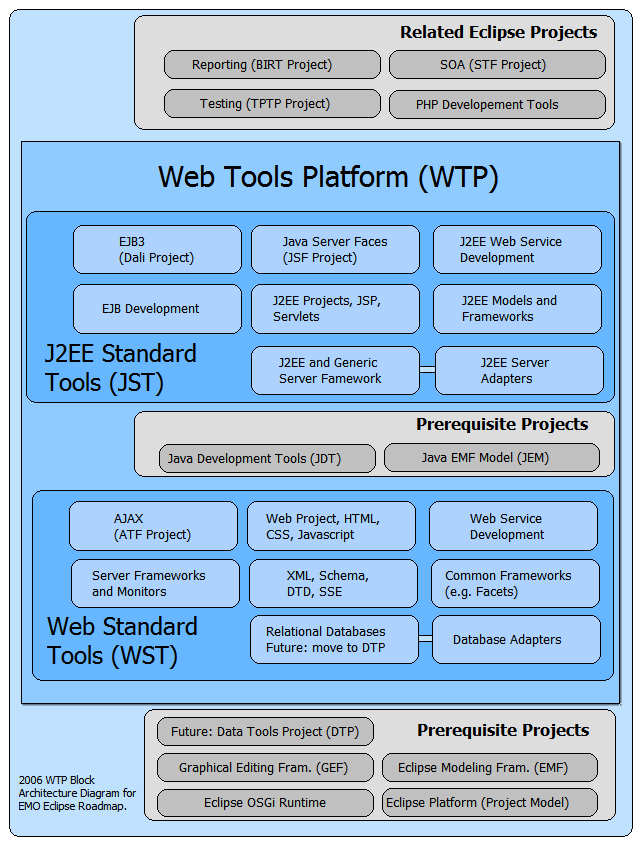 Related Eclipse Projects
Reporting (BIRT Project)
SOA (STF Project)
Testing (TPTP Project)
PHP Developement Tools
Web Tools Platform (WTP)
EJB3
(Dali Project)
Java Server Faces
(JSF Project)
J2EE Web Service
Development
EJB Development
J2EE Projects, JSP,
Servlets
J2EE Models and
Frameworks
J2EE Standard
Tools (JST)
J2EE and Generic
Server Famework
J2EE Server
Adapters
Prerequisite Projects
Java Development Tools (JDT)
Java EMF Model (JEM)
AJAX
(ATF Project)
Web Project, HTML,
CSS, Javascript
Web Service
Development
Server Frameworks
and Monitors
XML, Schema,
DTD, SSE
Common Frameworks
(e.g. Facets)
Web Standard
Tools (WST)
Relational Databases
Future: move to DTP
Database Adapters
Prerequisite Projects
Future: Data Tools Project (DTP)
Graphical Editing Fram. (GEF)
Eclipse Modeling Fram. (EMF)
Eclipse OSGi Runtime
Eclipse Platform (Project Model)
2006 WTP Block
Architecture Diagram for
EMO Eclipse Roadmap.